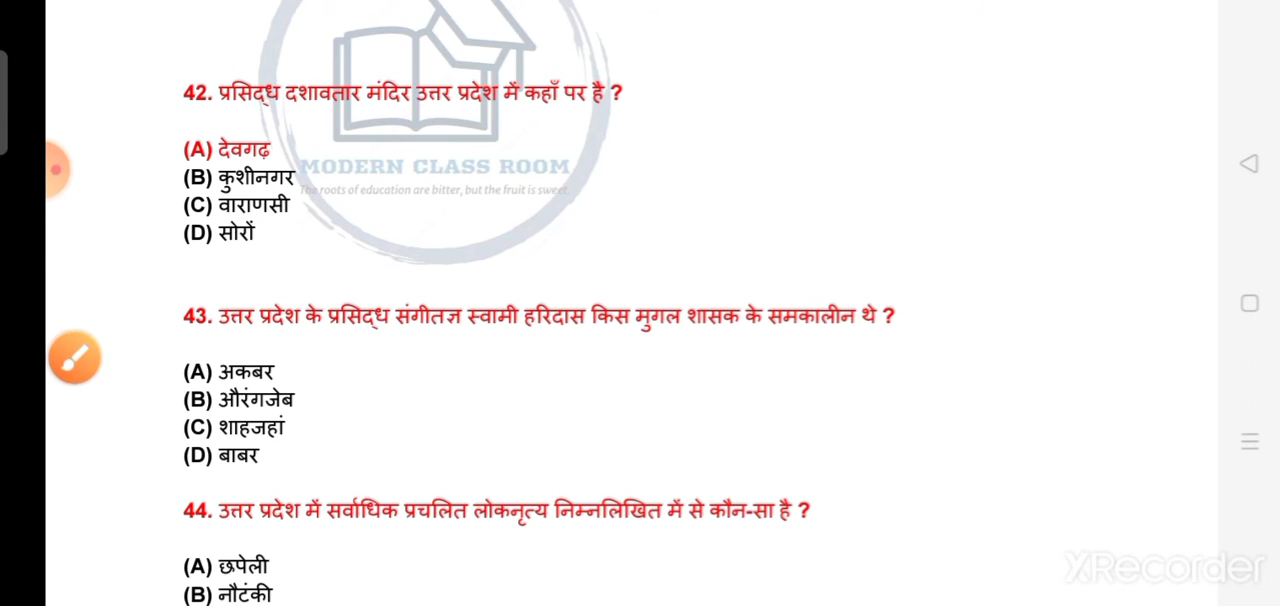 42. प्रसिद्ध दशावतार मंदिर उत्तर प्रदेश में कहाँ पर है ?
(A) देवगढ़
(B) कुशीनगर
(C) वाराणसी
(D) सोरों
MODERN CLASS ROOM
The roots of education are bitter, but the fruit is sweet
43. उत्तर प्रदेश के प्रसिद्ध संगीतज्ञ स्वामी हरिदास किस मुगल शासक के समकालीन थे ?
(A) अकबर
(B) औरंगजेब
(C) शाहजहां
(D) बाबर
44. उत्तर प्रदेश में सर्वाधिक प्रचलित लोकनृत्य निम्नलिखित में से कौन-सा है ?
(A) छपेली
(B) नौटंकी
XRecorder